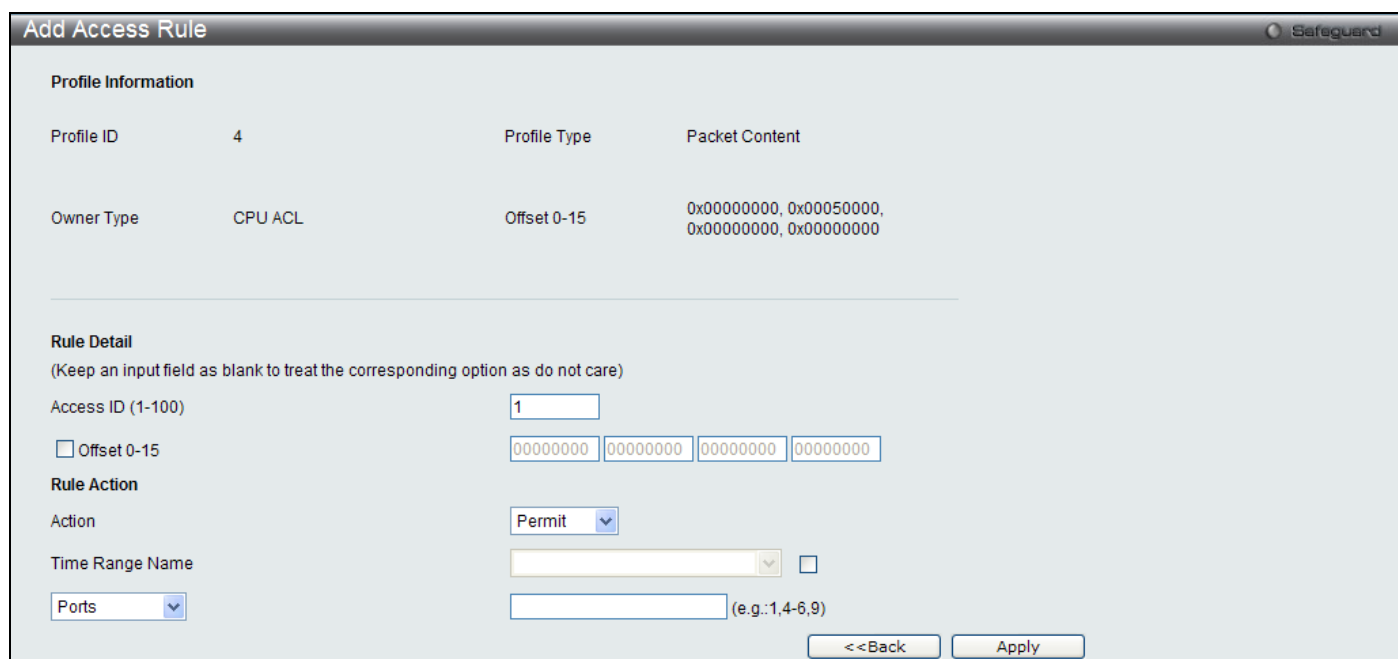 Add Access Rule Safeguard
Profile Information
Profile ID 4 Profile Type Packet Content
Owner Type CPU ACL Offset 0-15 0x00000000, 0x00050000,
0x00000000, 0x00000000
Rule Detail
(Keep an input field as blank to treat the corresponding option as do not care)
Access ID (1-100) 1
Offset 0-15 00000000 00000000 00000000 00000000
Rule Action
Action Permit
Time Range Name
Ports (e.g.:1,4-6,9)
<<Back Apply